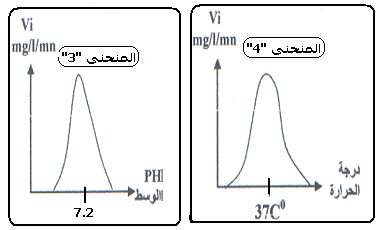 Vi
mg/l/mn
المنحنى "3"
PH
الوسط
7.2
Vi
mg/l/mn
المنحنى "4"
درجة
الحرارة
37C⁰